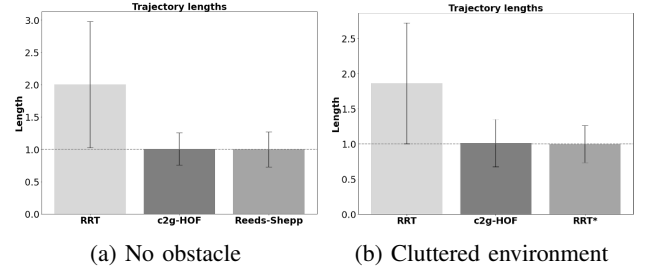 Trajectory lengths
3.0
2.5
2.0
1.5
1.0
0.5
0.0
Length
RRT c2g-HOF Reeds-Shepp
(a) No obstacle
Trajectory lengths
2.5
2.0
1.5
1.0
0.5
0.0
Length
RRT c2g-HOF RRT*
(b) Cluttered environment